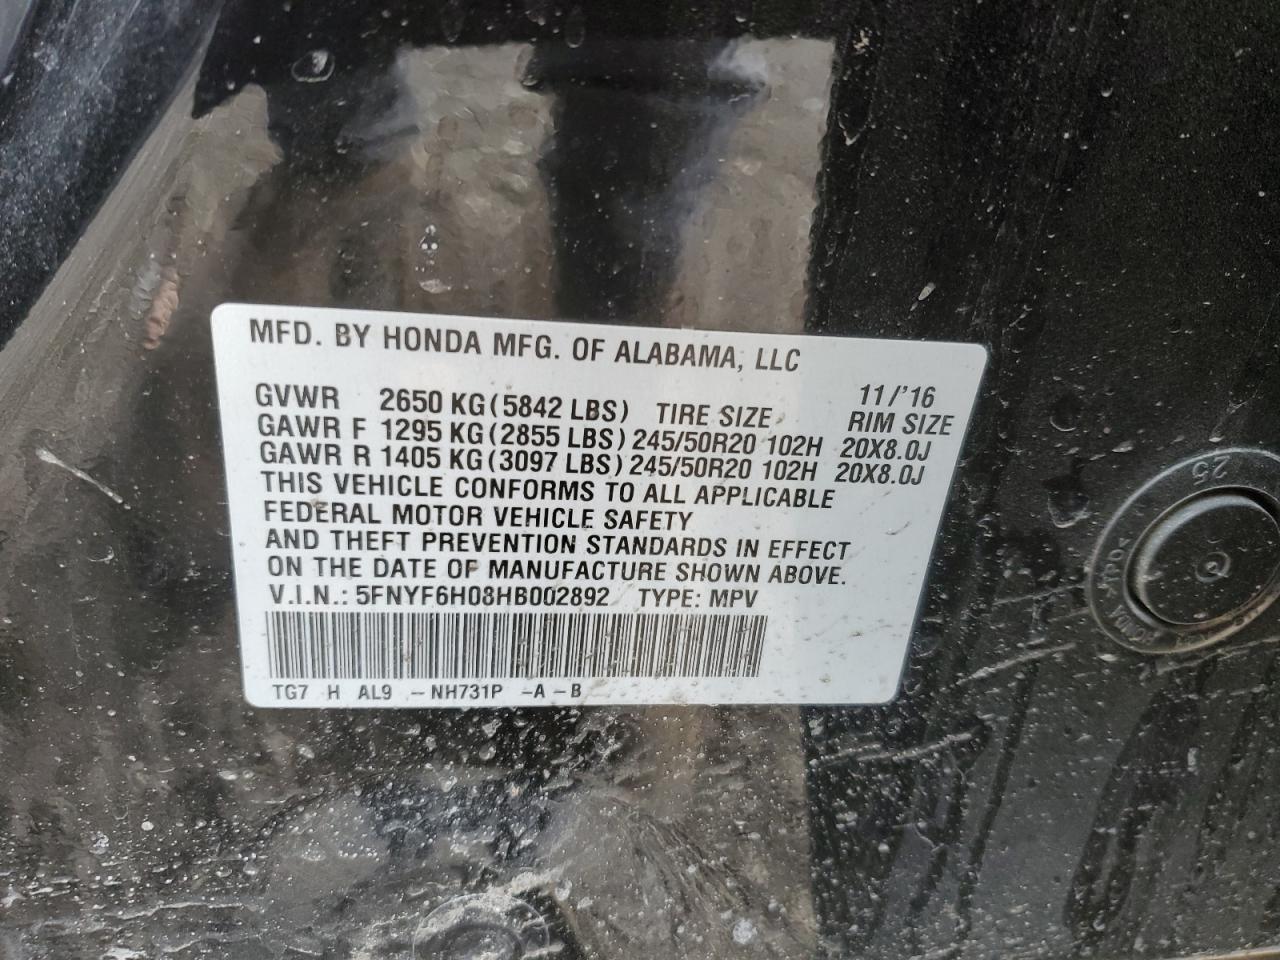 MFD. BY HONDA MFG. OF ALABAMA, LLC
11/'16
GVWR 2650 KG (5842 LBS) TIRE SIZE RIM SIZE
GAWR F 1295 KG (2855 LBS) 245/50R20 102H 20X8.0J
GAWR R 1405 KG (3097 LBS) 245/50R20 102H 20X8.0J
THIS VEHICLE CONFORMS TO ALL APPLICABLE
FEDERAL MOTOR VEHICLE SAFETY
AND THEFT PREVENTION STANDARDS IN EFFECT
ON THE DATE OF MANUFACTURE SHOWN ABOVE.
V.I.N.: 5FNYF6H08HB002892 TYPE: MPV
TG7 H AL9 -NH731P -A-B
25